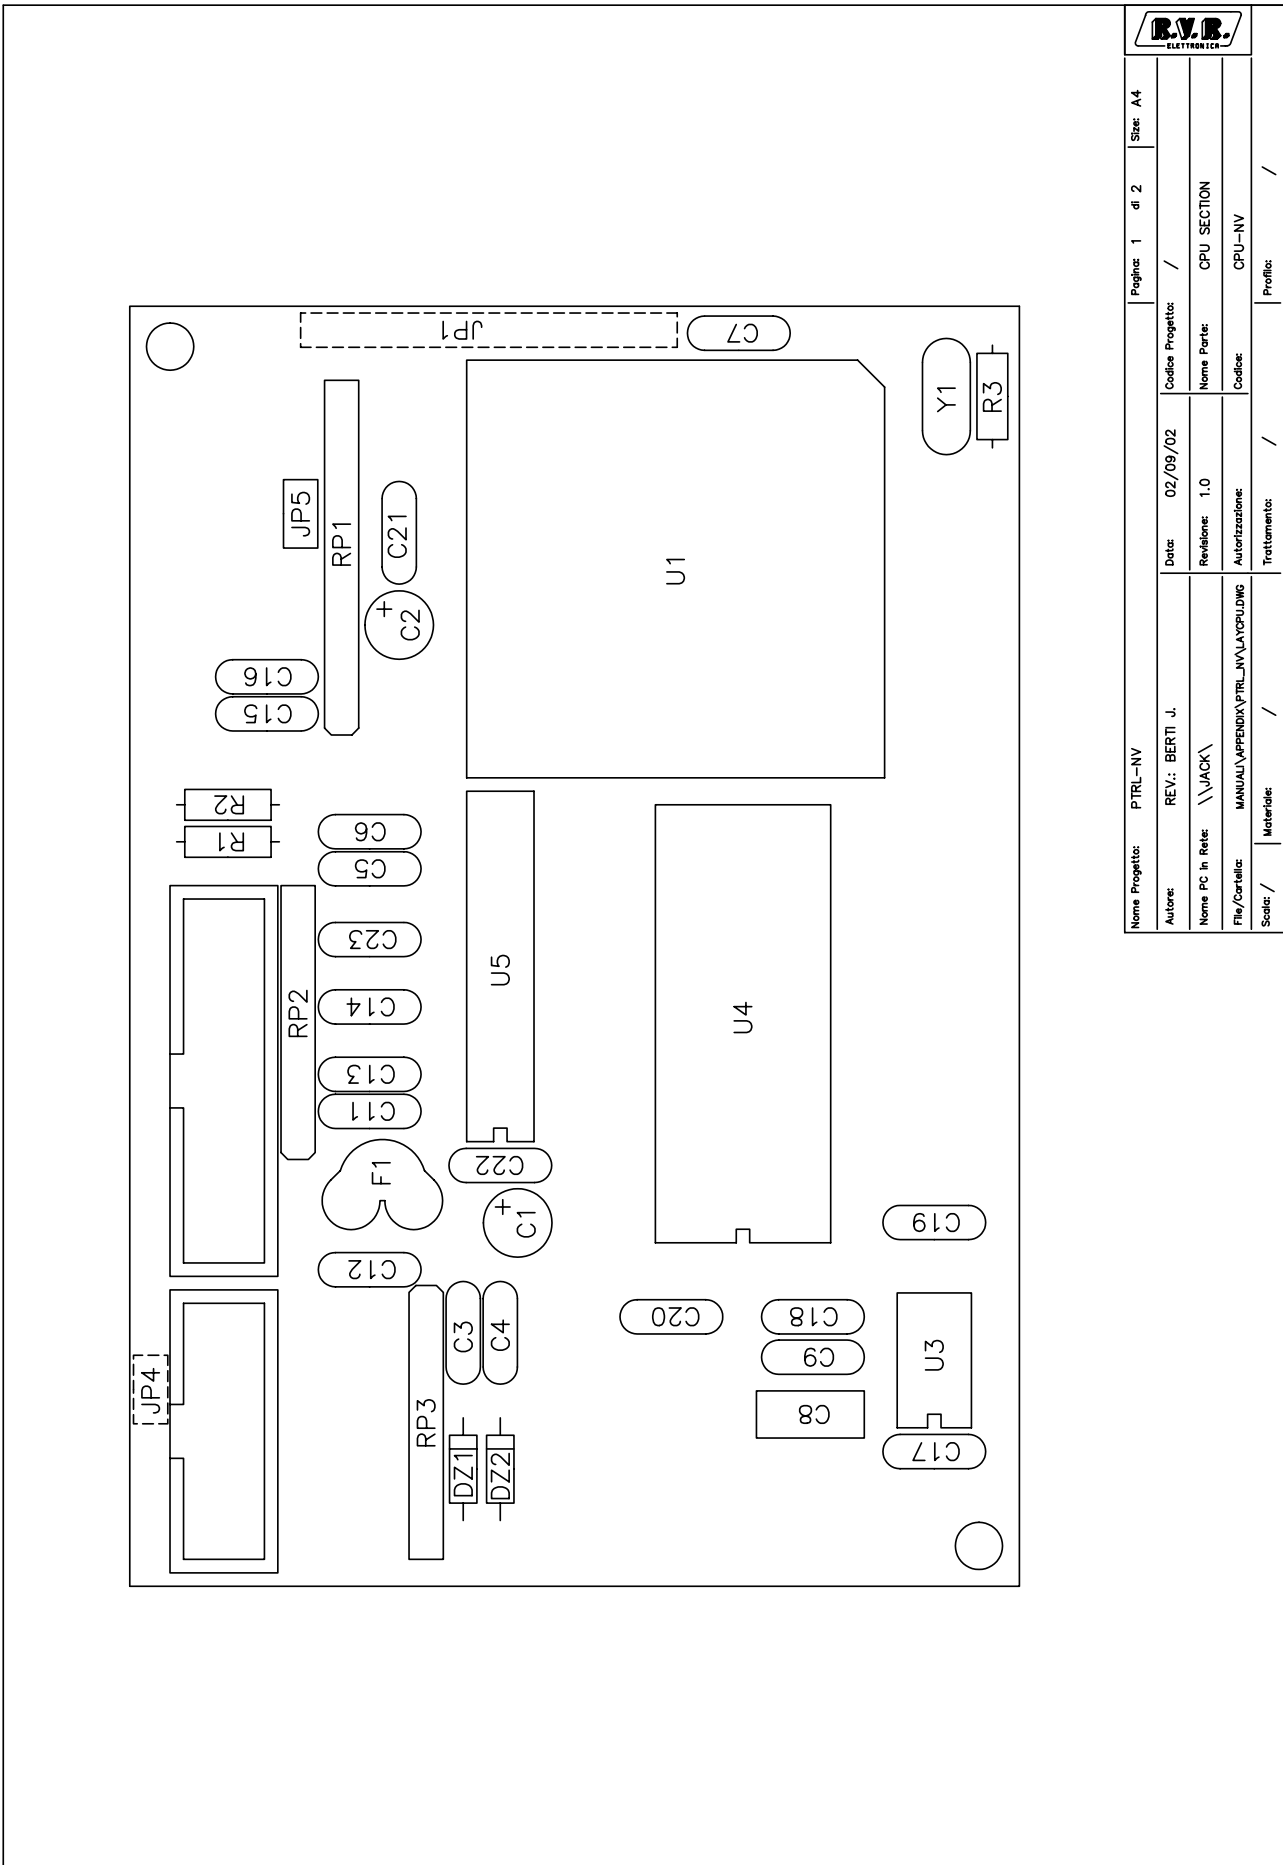 R.V.R.
ELETTRONICA
Nome Progetto: PTRL-NV
Pagina: 1 di 2
Size: A4
Autore: REV.: BERTI J.
Data: 02/09/02
Codice Progetto: /
Nome PC in Rete: \\JACK\
Revisione: 1.0
Nome Parte: CPU SECTION
File/Cartella: MANUALI\APPENDIX\PTRL_NV\LAYCPU.DWG
Autorizzazione:
Codice: CPU-NV
Scala: /
Materiale: /
Trattamento: /
Profilo: /
JP1
C7
Y1
R3
JP5
RP1
C21
C2
U1
C16
C15
R2
R1
C6
C5
C23
RP2
C14
C13
C11
U5
U4
F1
C22
C1
C12
C19
JP4
RP3
C3
C4
C20
C18
C9
U3
C8
C17
DZ1
DZ2